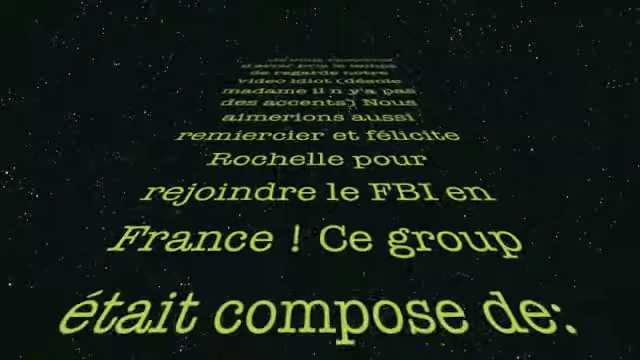 de regarde notre
video idiot (désole
madame il n y'a pas
des accents) Nous
aimerions aussi
remiercier et félicite
Rochelle pour
rejoindre le FBI en
France ! Ce group
était compose de: